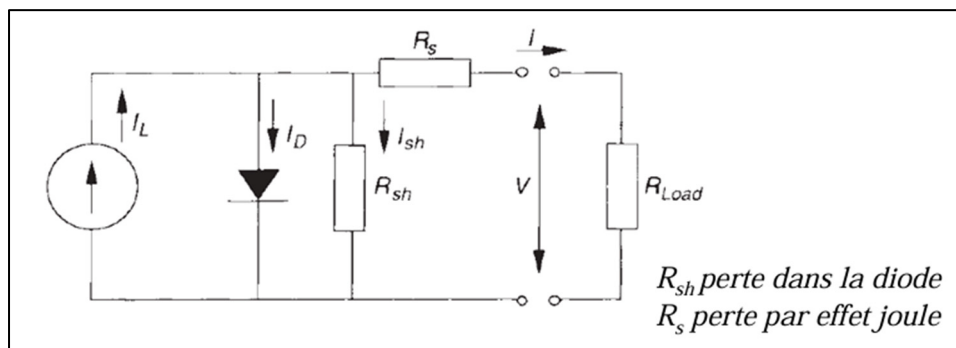 R_s
I
I_L
I_D
I_sh
R_sh
V
R_Load
R_sh perte dans la diode
R_s perte par effet joule